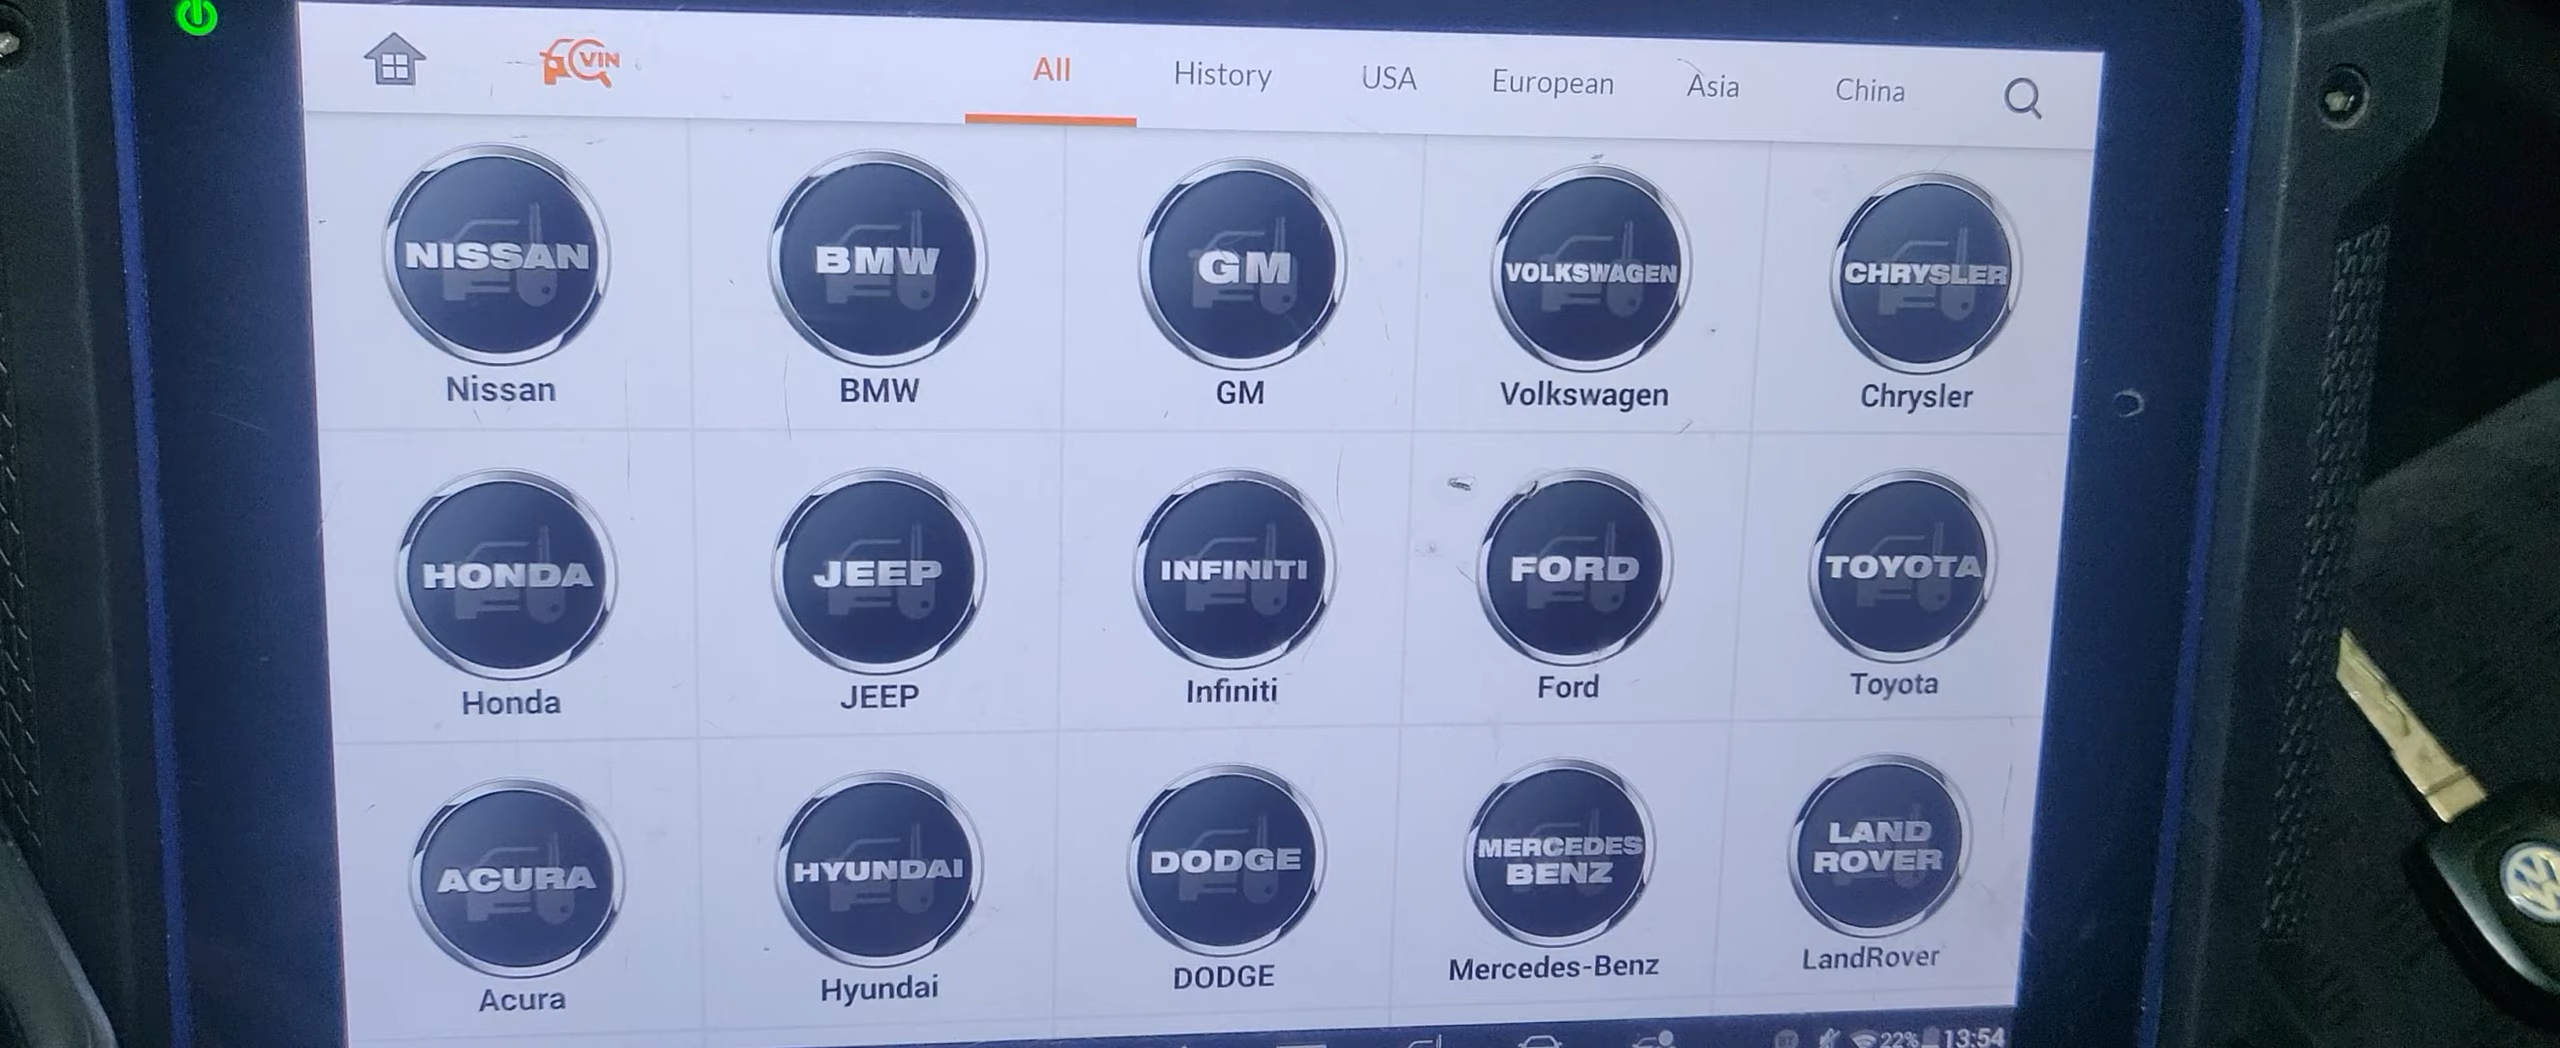 VIN
All
History
USA
European
Asia
China
NISSAN
BMW
GM
VOLKSWAGEN
CHRYSLER
Nissan
BMW
GM
Volkswagen
Chrysler
HONDA
JEEP
INFINITI
FORD
TOYOTA
Honda
JEEP
Infiniti
Ford
Toyota
ACURA
HYUNDAI
DODGE
MERCEDES
BENZ
LAND
ROVER
Acura
Hyundai
DODGE
Mercedes-Benz
LandRover
22%
13:54